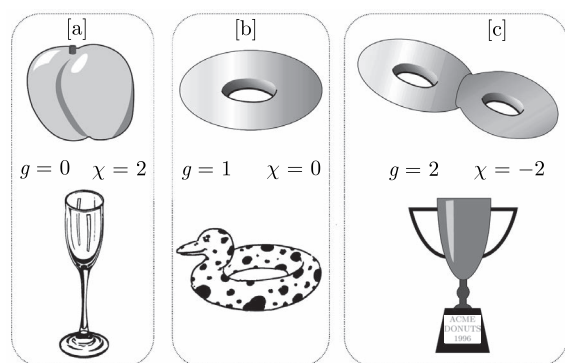 [a]
[b]
[c]
g = 0 χ = 2
g = 1 χ = 0
g = 2 χ = −2
ACME
DONUTS
1996